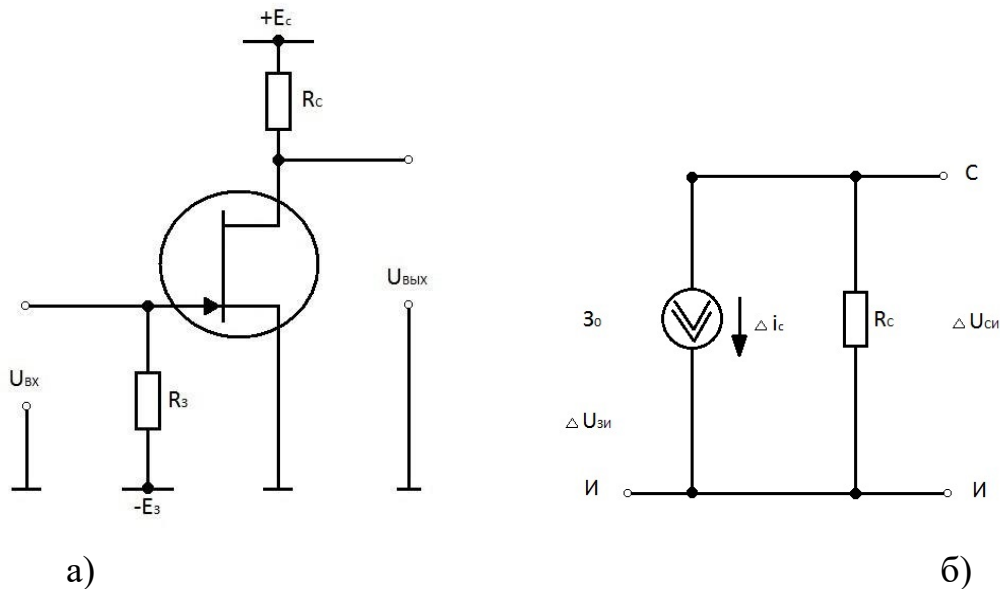 +Eс
Rс
Uвых
Uвх
Rз
-Eз
С
Зо
△ iс
Rс
△ Uси
△ Uзи
И
И
а)
б)